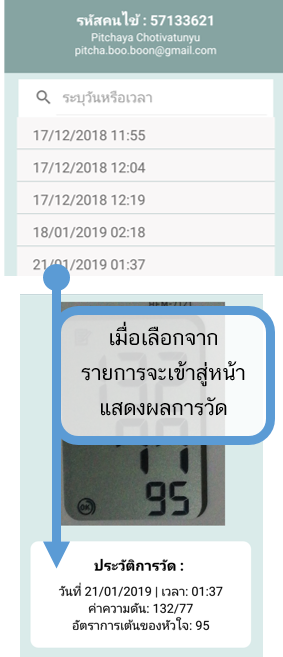 รหัสคนไข้ : 57133621
Pitchaya Chotivatunyu
pitcha.boo.boon@gmail.com
ระบุวันหรือเวลา
17/12/2018 11:55
17/12/2018 12:04
17/12/2018 12:19
18/01/2019 02:18
21/01/2019 01:37
เมื่อเลือกจาก
รายการจะเข้าสู่หน้า
แสดงผลการวัด
OK
95
ประวัติการวัด :
วันที่ 21/01/2019 | เวลา: 01:37
ค่าความดัน: 132/77
อัตราการเต้นของหัวใจ: 95